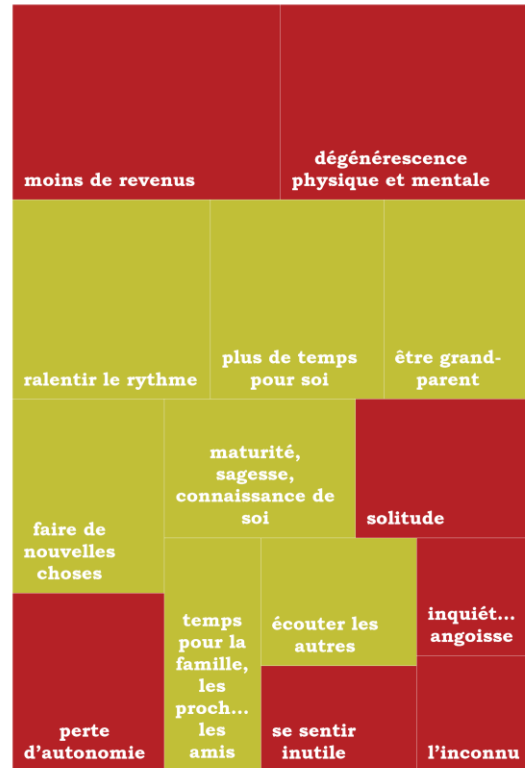 moins de revenus
dégénérescence
physique et mentale
ralentir le rythme
plus de temps
pour soi
être grand-
parent
faire de
nouvelles
choses
maturité,
sagesse,
connaissance de
soi
solitude
perte
d'autonomie
temps
pour la
famille,
les
proch...
les
amis
écouter les
autres
se sentir
inutile
inquiét...
angoisse
l'inconnu